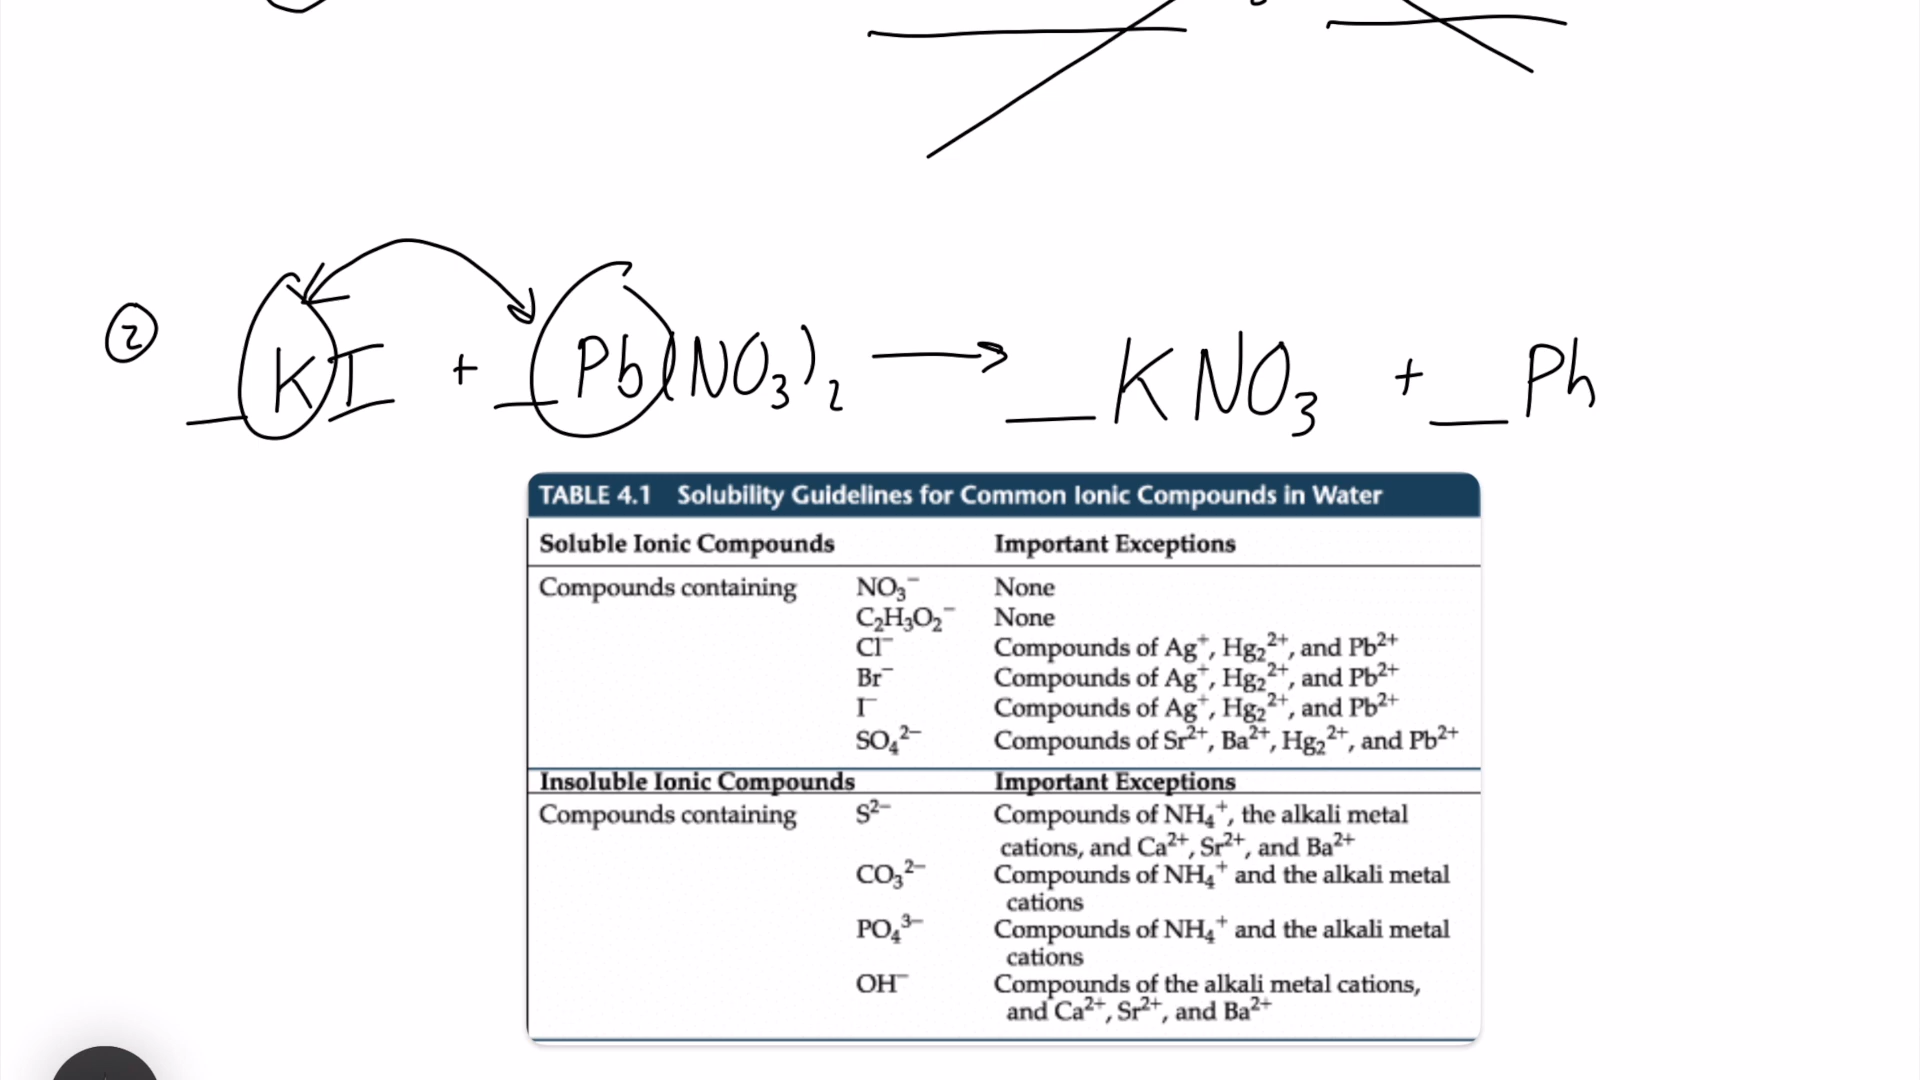 ② __KI + __Pb(NO₃)₂ → __KNO₃ + __Ph
TABLE 4.1 Solubility Guidelines for Common Ionic Compounds in Water
Soluble Ionic Compounds Important Exceptions
Compounds containing NO₃⁻ None
C₂H₃O₂⁻ None
Cl⁻ Compounds of Ag⁺, Hg₂²⁺, and Pb²⁺
Br⁻ Compounds of Ag⁺, Hg₂²⁺, and Pb²⁺
I⁻ Compounds of Ag⁺, Hg₂²⁺, and Pb²⁺
SO₄²⁻ Compounds of Sr²⁺, Ba²⁺, Hg₂²⁺, and Pb²⁺
Insoluble Ionic Compounds Important Exceptions
Compounds containing S²⁻ Compounds of NH₄⁺, the alkali metal
cations, and Ca²⁺, Sr²⁺, and Ba²⁺
CO₃²⁻ Compounds of NH₄⁺ and the alkali metal
cations
PO₄³⁻ Compounds of NH₄⁺ and the alkali metal
cations
OH⁻ Compounds of the alkali metal cations,
and Ca²⁺, Sr²⁺, and Ba²⁺